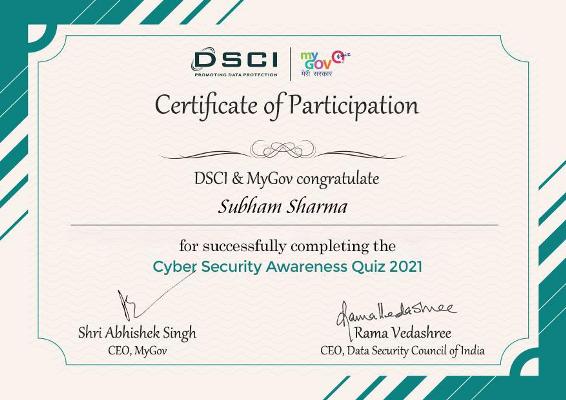 DSCI
PROMOTING DATA PROTECTION
my
GOV
मेरी सरकार
Certificate of Participation
DSCI & MyGov congratulate
Subham Sharma
for successfully completing the
Cyber Security Awareness Quiz 2021
Rama Vedashree
Shri Abhishek Singh
CEO, MyGov
Rama Vedashree
CEO, Data Security Council of India